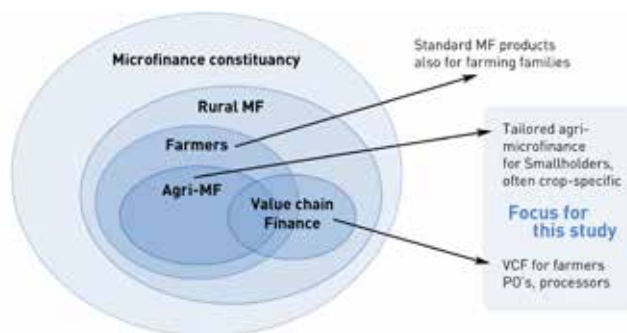 Microfinance constituancy
Rural MF
Farmers
Agri-MF
Value chain
Finance
Standard MF products
also for farming families
Tailored agri-
microfinance
for Smallholders,
often crop-specific
Focus for
this study
VCF for farmers
PO's, processors